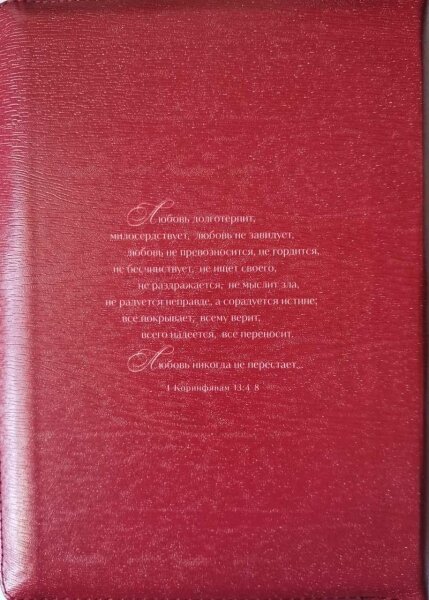 Любовь долготерпит,
милосердствует, любовь не завидует,
любовь не превозносится, не гордится,
не бесчинствует, не ищет своего,
не раздражается, не мыслит зла,
не радуется неправде, а сорадуется истине;
все покрывает, всему верит,
всего надеется, все переносит.
Любовь никогда не перестает...
1 Коринфянам 13:4-8